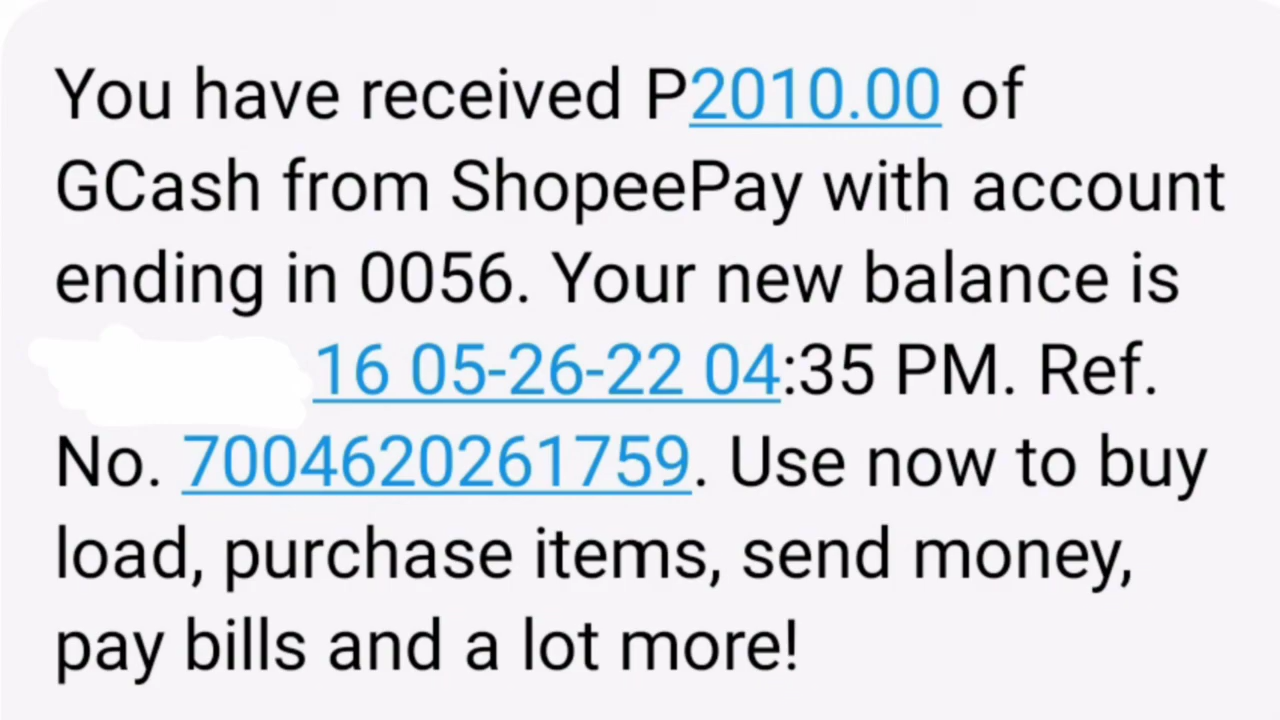 You have received P2010.00 of
GCash from ShopeePay with account
ending in 0056. Your new balance is
16 05-26-22 04:35 PM. Ref.
No. 7004620261759. Use now to buy
load, purchase items, send money,
pay bills and a lot more!